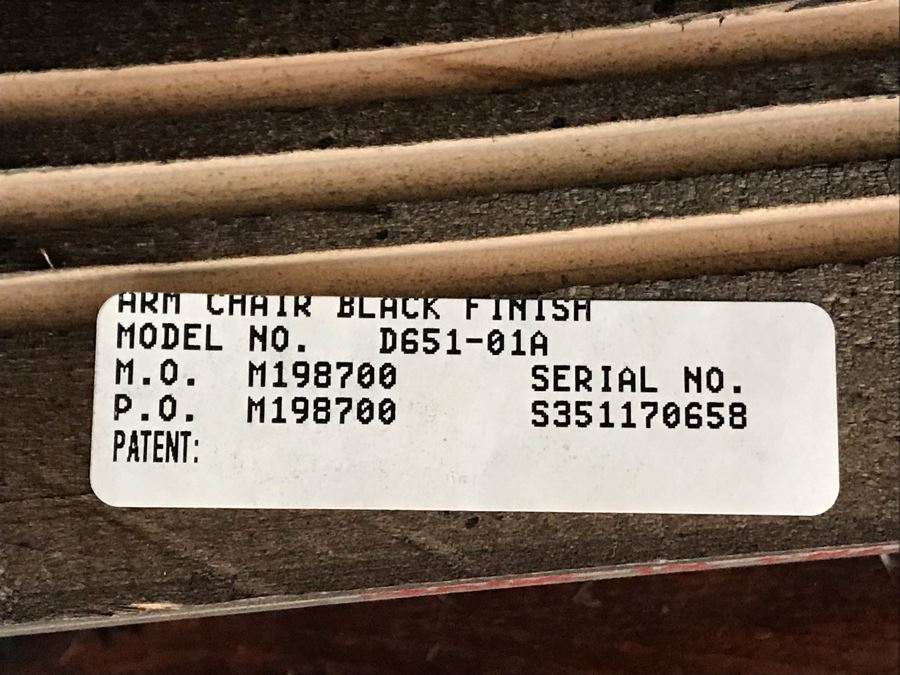 ARM CHAIR BLACK FINISH
MODEL NO. D651-01A
M.O. M198700 SERIAL NO.
P.O. M198700 S351170658
PATENT: